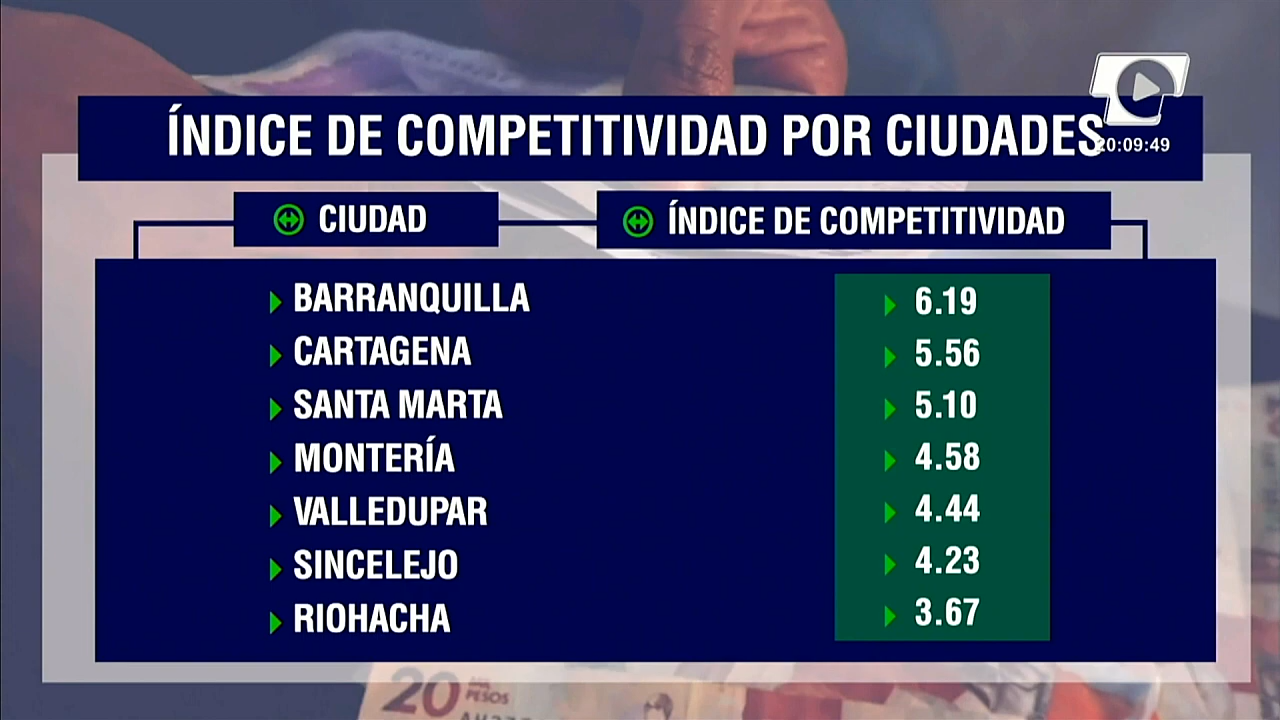 ÍNDICE DE COMPETITIVIDAD POR CIUDADES
20:09:49
CIUDAD ÍNDICE DE COMPETITIVIDAD
BARRANQUILLA 6.19
CARTAGENA 5.56
SANTA MARTA 5.10
MONTERÍA 4.58
VALLEDUPAR 4.44
SINCELEJO 4.23
RIOHACHA 3.67
20 MIL
PESOS